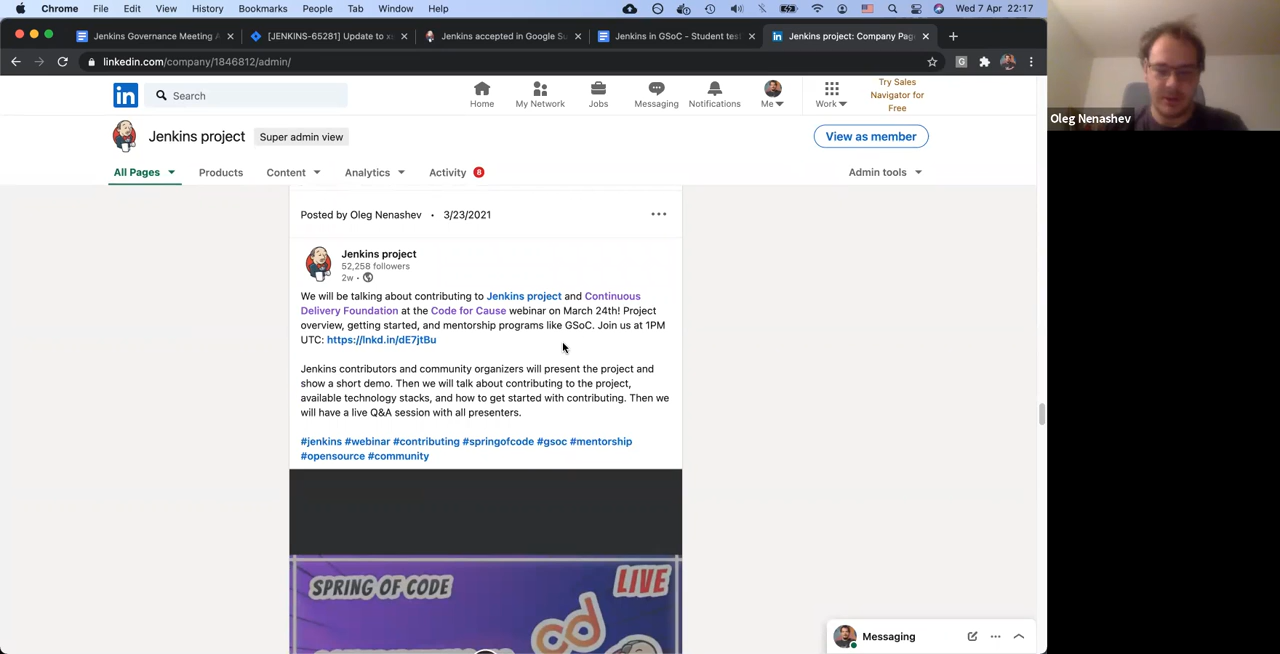 Chrome File Edit View History Bookmarks People Tab Window Help Wed 7 Apr 22:17
Jenkins Governance Meeting A
[JENKINS-65281] Update to x
Jenkins accepted in Google Su
Jenkins in GSoC - Student tes
Jenkins project: Company Pag
linkedin.com/company/1846812/admin/
G
in
Search
Home
My Network
Jobs
Messaging
Notifications
Me
Work
Try Sales
Navigator for
Free
Jenkins project
Super admin view
View as member
All Pages
Products
Content
Analytics
Activity 8
Admin tools
Posted by Oleg Nenashev • 3/23/2021
Jenkins project
52,258 followers
2w •
We will be talking about contributing to Jenkins project and Continuous
Delivery Foundation at the Code for Cause webinar on March 24th! Project
overview, getting started, and mentorship programs like GSoC. Join us at 1PM
UTC: https://lnkd.in/dE7jtBu
Jenkins contributors and community organizers will present the project and
show a short demo. Then we will talk about contributing to the project,
available technology stacks, and how to get started with contributing. Then we
will have a live Q&A session with all presenters.
#jenkins #webinar #contributing #springofcode #gsoc #mentorship
#opensource #community
SPRING OF CODE
LIVE
Messaging
Oleg Nenashev